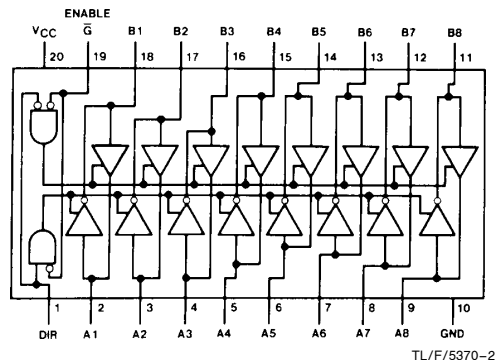 ENABLE
VCC G B1 B2 B3 B4 B5 B6 B7 B8
20 19 18 17 16 15 14 13 12 11
1 2 3 4 5 6 7 8 9 10
DIR A1 A2 A3 A4 A5 A6 A7 A8 GND
TL/F/5370–2